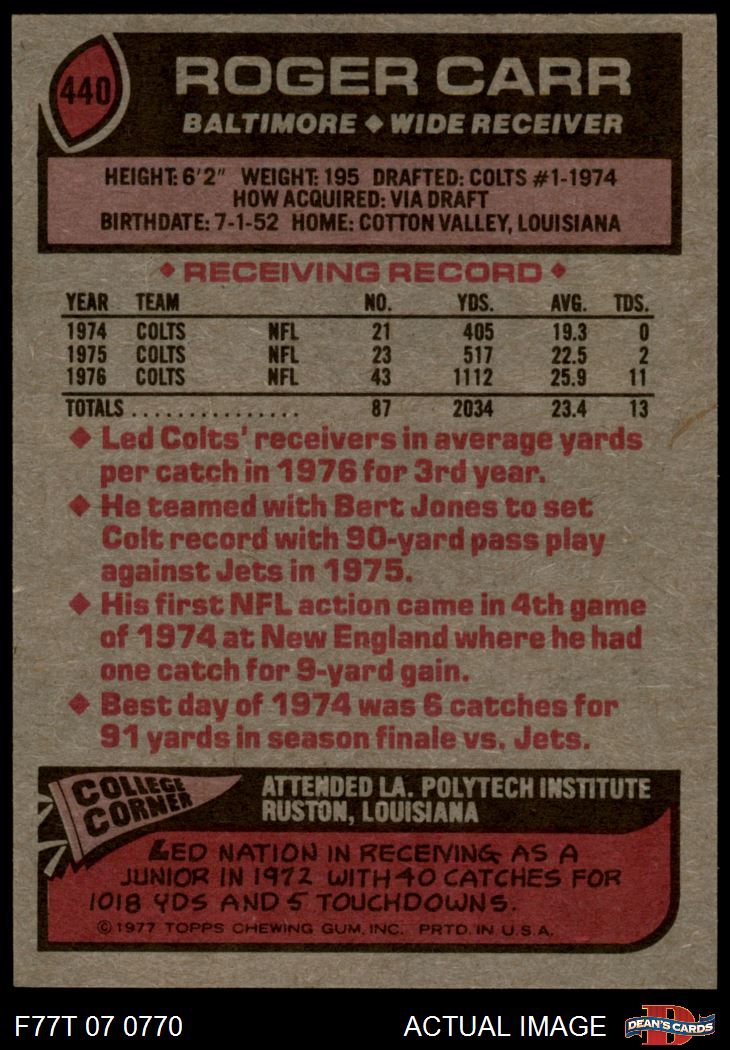 440
ROGER CARR
BALTIMORE ◆ WIDE RECEIVER
HEIGHT: 6'2" WEIGHT: 195 DRAFTED: COLTS #1-1974
HOW ACQUIRED: VIA DRAFT
BIRTHDATE: 7-1-52 HOME: COTTON VALLEY, LOUISIANA
◆ RECEIVING RECORD ◆
YEAR TEAM NO. YDS. AVG. TDS.
1974 COLTS NFL 21 405 19.3 0
1975 COLTS NFL 23 517 22.5 2
1976 COLTS NFL 43 1112 25.9 11
TOTALS ............... 87 2034 23.4 13
◆ Led Colts' receivers in average yards
per catch in 1976 for 3rd year.
◆ He teamed with Bert Jones to set
Colt record with 90-yard pass play
against Jets in 1975.
◆ His first NFL action came in 4th game
of 1974 at New England where he had
one catch for 9-yard gain.
◆ Best day of 1974 was 6 catches for
91 yards in season finale vs. Jets.
COLLEGE
CORNER
ATTENDED LA. POLYTECH INSTITUTE
RUSTON, LOUISIANA
LED NATION IN RECEIVING AS A
JUNIOR IN 1972 WITH 40 CATCHES FOR
1018 YDS AND 5 TOUCHDOWNS.
© 1977 TOPPS CHEWING GUM, INC. PRTD. IN U.S.A.
F77T 07 0770 ACTUAL IMAGE
D
DEAN'S CARDS